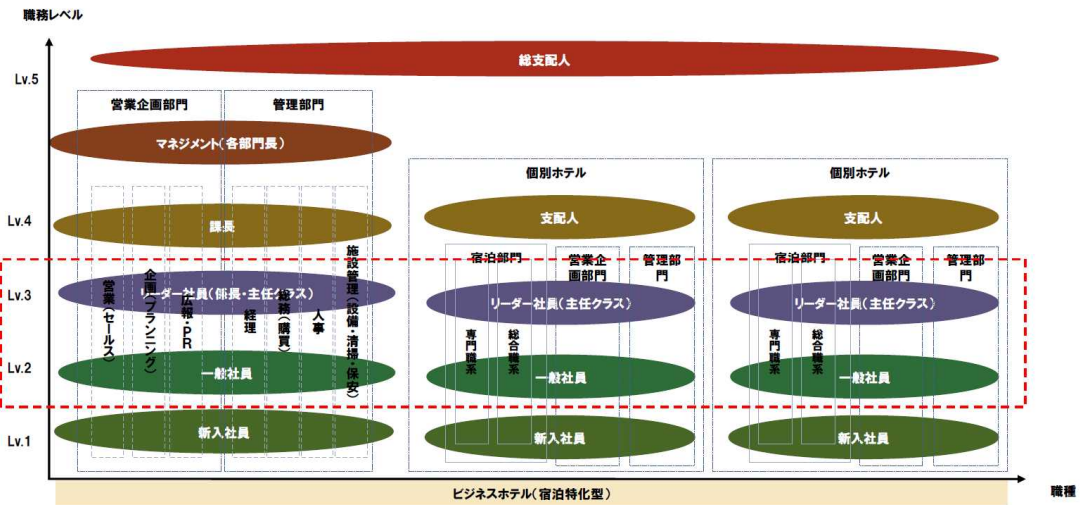 職務レベル
Lv.5
総支配人
営業企画部門
管理部門
マネジメント(各部門長)
個別ホテル
個別ホテル
Lv.4
課長
支配人
支配人
宿泊部門
営業企
画部門
管理部
門
宿泊部門
営業企
画部門
管理部
門
Lv.3
リーダー社員(係長・主任クラス)
リーダー社員(主任クラス)
リーダー社員(主任クラス)
営業(セールス)
企画(プランニング)
広報・PR
経理
総務(購買)
人事
施設管理(設備・清掃・保安)
専門職系
総合職系
専門職系
総合職系
Lv.2
一般社員
一般社員
一般社員
Lv.1
新入社員
新入社員
新入社員
ビジネスホテル(宿泊特化型)
職種